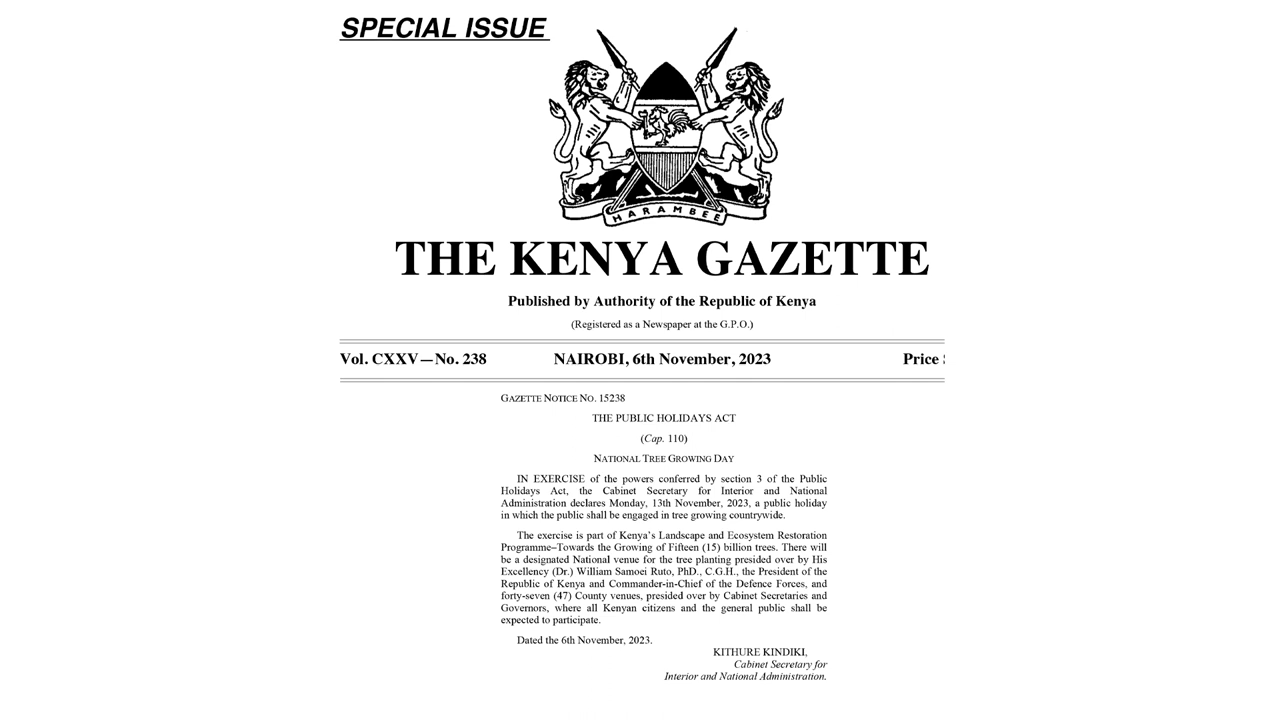 SPECIAL ISSUE
HARAMBEE
THE KENYA GAZETTE
Published by Authority of the Republic of Kenya
(Registered as a Newspaper at the G.P.O.)
Vol. CXXV—No. 238 NAIROBI, 6th November, 2023 Price
GAZETTE NOTICE NO. 15238
THE PUBLIC HOLIDAYS ACT
(Cap. 110)
NATIONAL TREE GROWING DAY
IN EXERCISE of the powers conferred by section 3 of the Public
Holidays Act, the Cabinet Secretary for Interior and National
Administration declares Monday, 13th November, 2023, a public holiday
in which the public shall be engaged in tree growing countrywide.
The exercise is part of Kenya's Landscape and Ecosystem Restoration
Programme–Towards the Growing of Fifteen (15) billion trees. There will
be a designated National venue for the tree planting presided over by His
Excellency (Dr.) William Samoei Ruto, PhD., C.G.H., the President of the
Republic of Kenya and Commander-in-Chief of the Defence Forces, and
forty-seven (47) County venues, presided over by Cabinet Secretaries and
Governors, where all Kenyan citizens and the general public shall be
expected to participate.
Dated the 6th November, 2023.
KITHURE KINDIKI,
Cabinet Secretary for
Interior and National Administration.